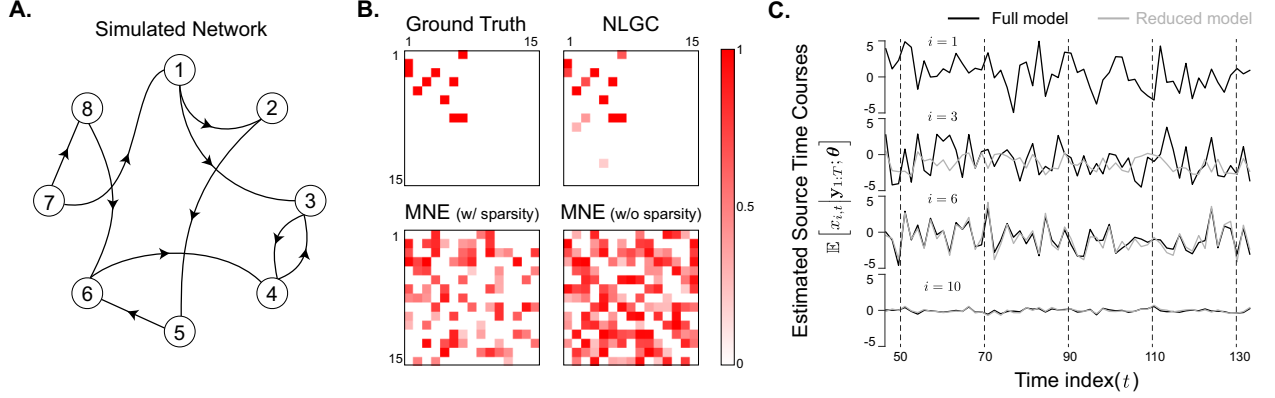 A.
Simulated Network
1
2
3
4
5
6
7
8
B.
Ground Truth
NLGC
1
15
1
15
1
15
MNE (w/ sparsity)
MNE (w/o sparsity)
1
15
1
0.5
0
C.
Full model
Reduced model
Estimated Source Time Courses
𝔼 [x_{i,t} | y_{1:T}; θ]
i = 1
5
0
-5
i = 3
5
0
-5
i = 6
5
0
-5
i = 10
5
0
-5
50
70
90
110
130
Time index(t)